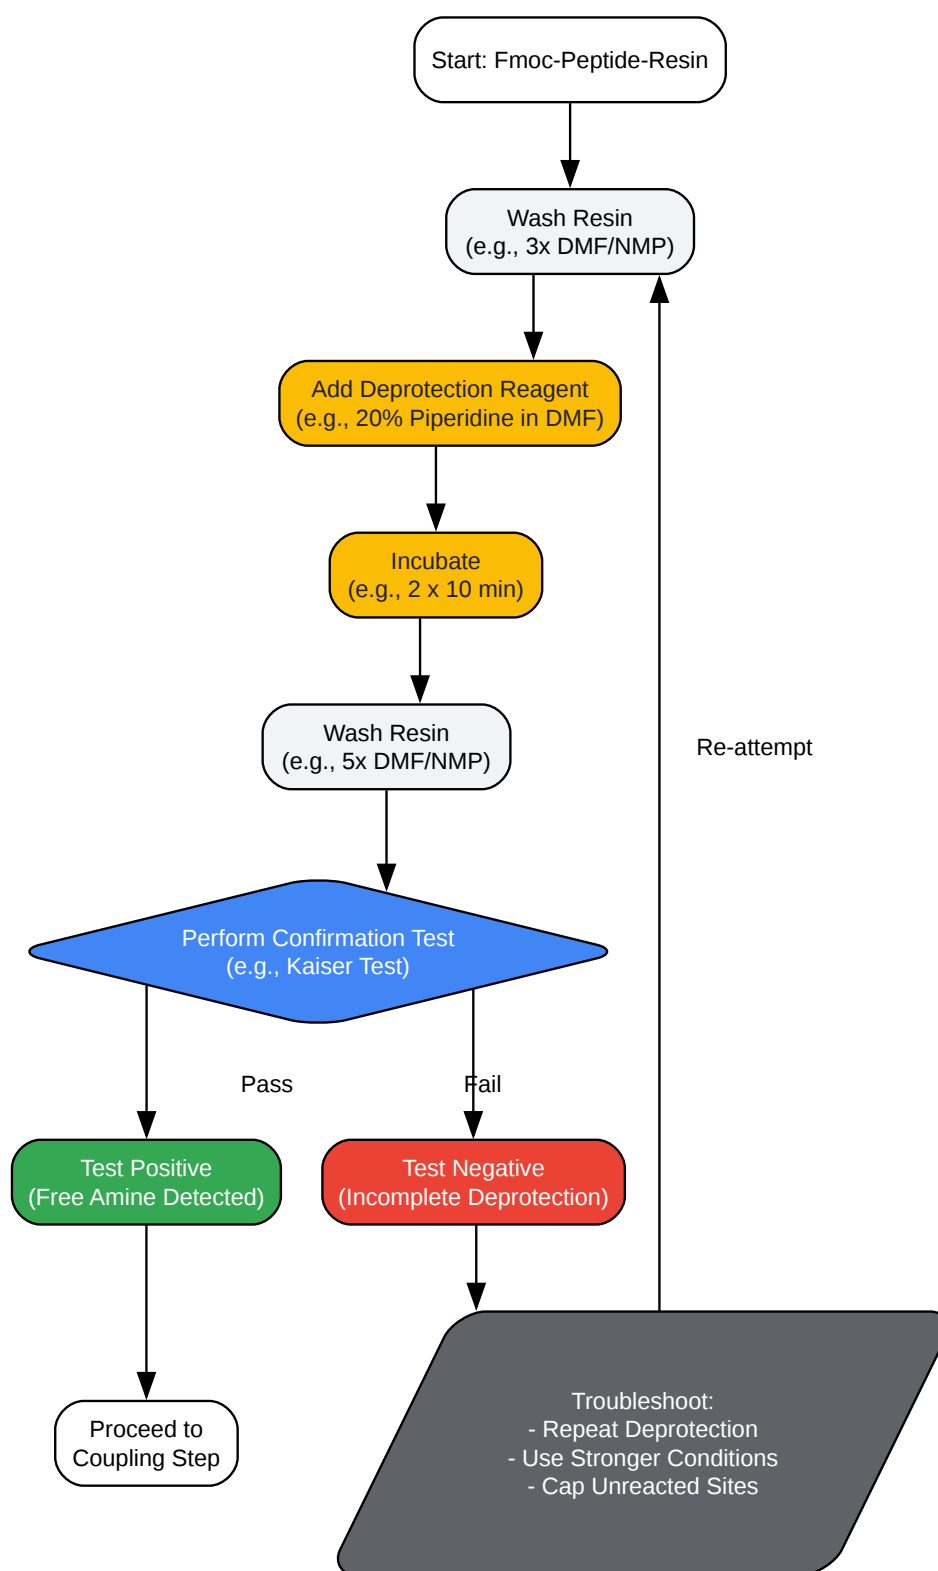 Start: Fmoc-Peptide-Resin
Wash Resin
(e.g., 3x DMF/NMP)
Add Deprotection Reagent
(e.g., 20% Piperidine in DMF)
Incubate
(e.g., 2 x 10 min)
Wash Resin
(e.g., 5x DMF/NMP)
Re-attempt
Perform Confirmation Test
(e.g., Kaiser Test)
Pass
Fail
Test Positive
(Free Amine Detected)
Test Negative
(Incomplete Deprotection)
Proceed to
Coupling Step
Troubleshoot:
- Repeat Deprotection
- Use Stronger Conditions
- Cap Unreacted Sites